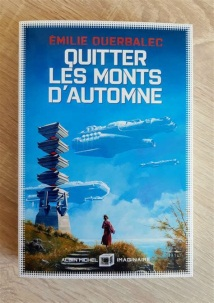 EMILIE QUERBALEC
QUITTER
LES MONTS
D'AUTOMNE
ALBIN MICHEL IMAGINAIRE